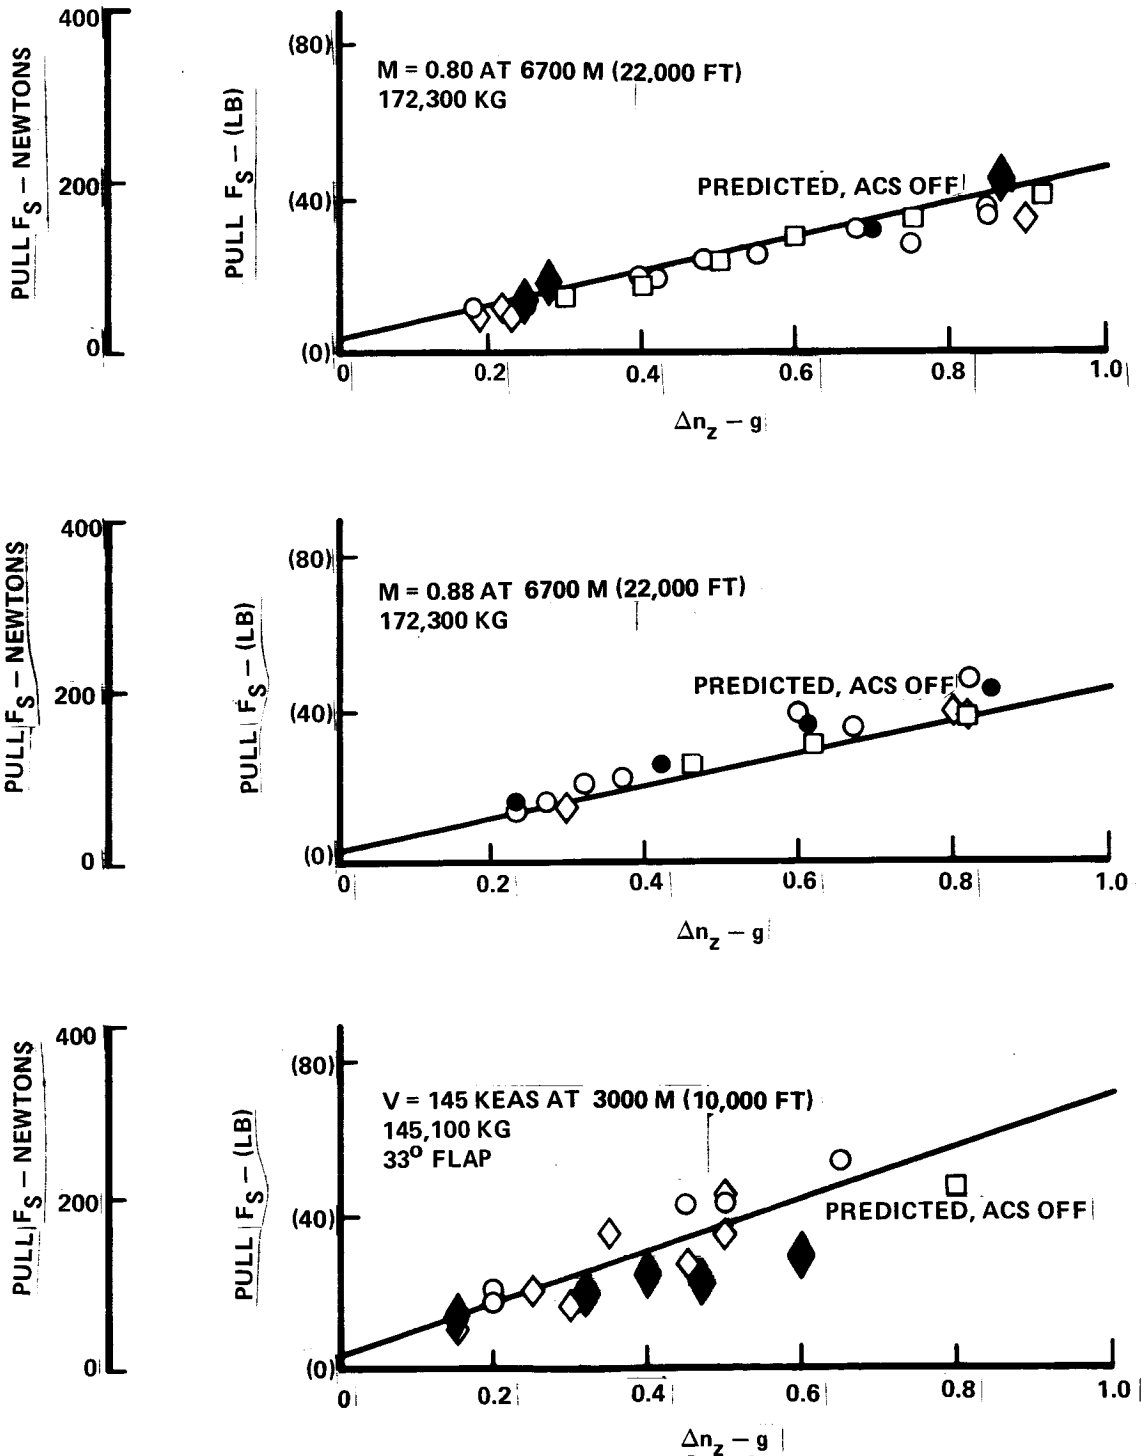 PULL F_S – NEWTONS
400
200
0
PULL F_S – (LB)
(80)
(40)
(0)
M = 0.80 AT 6700 M (22,000 FT)
172,300 KG
PREDICTED, ACS OFF
0 0.2 0.4 0.6 0.8 1.0
Δn_z – g
PULL F_S – NEWTONS
400
200
0
PULL F_S – (LB)
(80)
(40)
(0)
M = 0.88 AT 6700 M (22,000 FT)
172,300 KG
PREDICTED, ACS OFF
0 0.2 0.4 0.6 0.8 1.0
Δn_z – g
PULL F_S – NEWTONS
400
200
0
PULL F_S – (LB)
(80)
(40)
(0)
V = 145 KEAS AT 3000 M (10,000 FT)
145,100 KG
33° FLAP
PREDICTED, ACS OFF
0 0.2 0.4 0.6 0.8 1.0
Δn_z – g